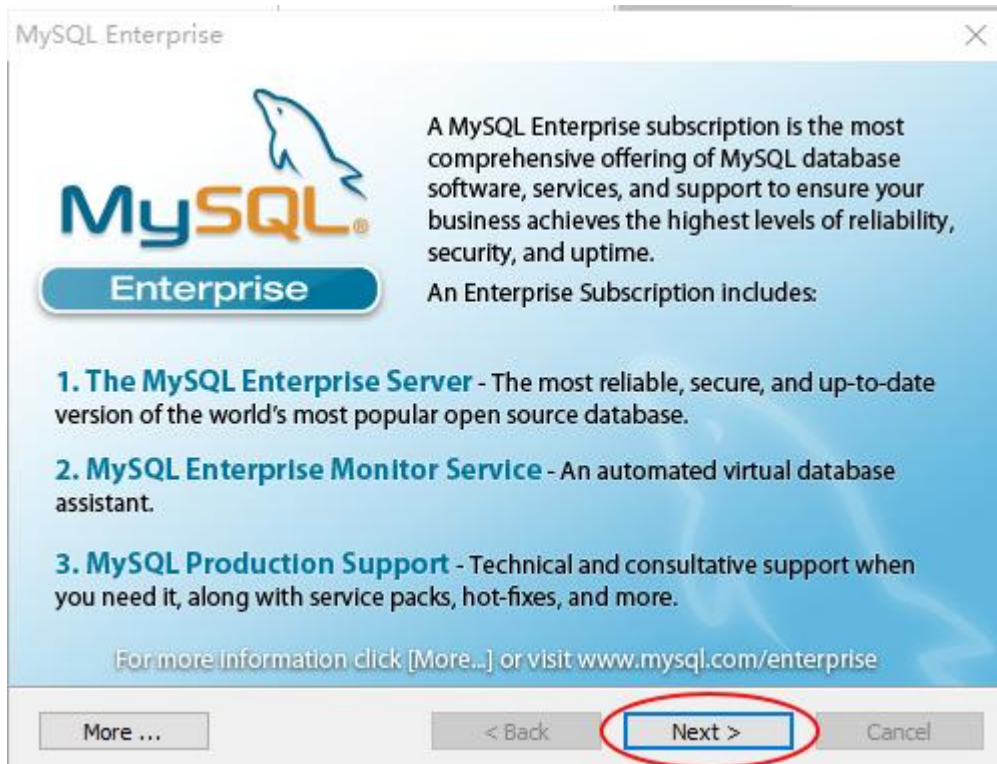 MySQL Enterprise
MySQL®
Enterprise
A MySQL Enterprise subscription is the most
comprehensive offering of MySQL database
software, services, and support to ensure your
business achieves the highest levels of reliability,
security, and uptime.
An Enterprise Subscription includes:
1. The MySQL Enterprise Server - The most reliable, secure, and up-to-date
version of the world's most popular open source database.
2. MySQL Enterprise Monitor Service - An automated virtual database
assistant.
3. MySQL Production Support - Technical and consultative support when
you need it, along with service packs, hot-fixes, and more.
For more information click [More...] or visit www.mysql.com/enterprise
More ... < Back Next > Cancel